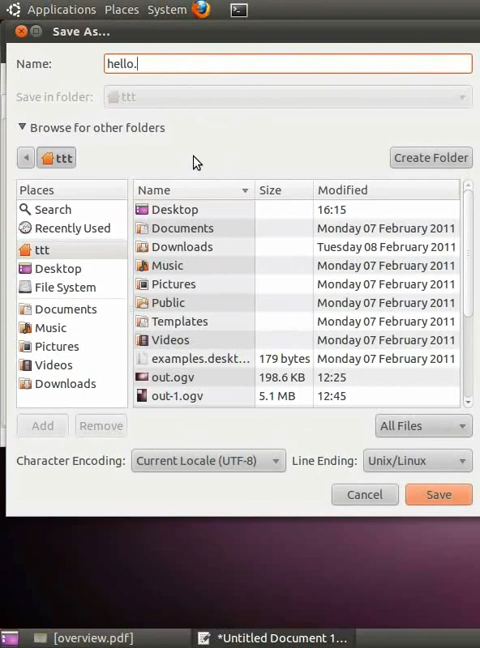 Applications Places System
Save As...
Name: hello.
Save in folder: ttt
Browse for other folders
ttt Create Folder
Places Name Size Modified
Search Desktop 16:15
Recently Used Documents Monday 07 February 2011
ttt Downloads Tuesday 08 February 2011
Desktop Music Monday 07 February 2011
File System Pictures Monday 07 February 2011
Documents Public Monday 07 February 2011
Music Templates Monday 07 February 2011
Pictures Videos Monday 07 February 2011
Videos examples.deskt... 179 bytes Monday 07 February 2011
Downloads out.ogv 198.6 KB 12:25
out-1.ogv 5.1 MB 12:45
Add Remove All Files
Character Encoding: Current Locale (UTF-8) Line Ending: Unix/Linux
Cancel Save
[overview.pdf] *Untitled Document 1...